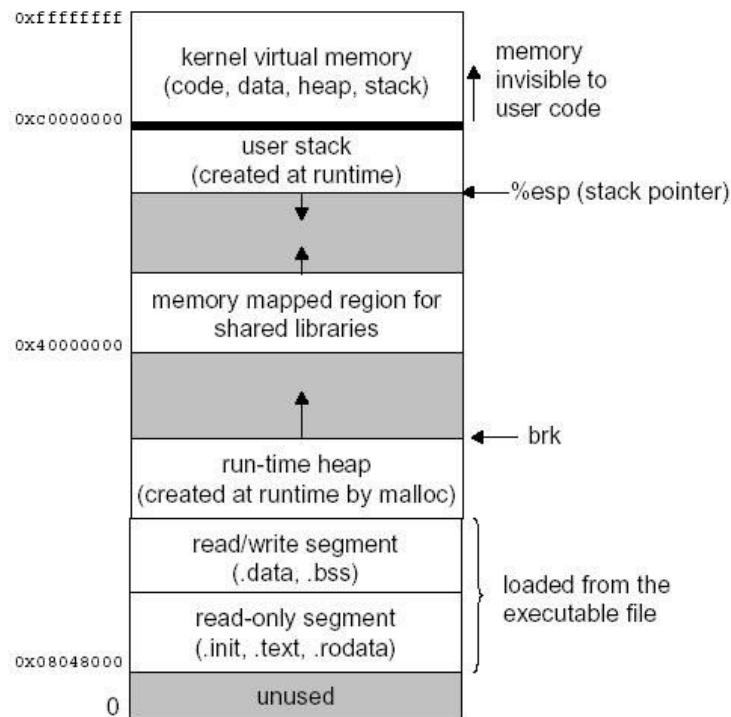 0xffffffff
kernel virtual memory
(code, data, heap, stack)
memory
invisible to
user code
0xc0000000
user stack
(created at runtime)
%esp (stack pointer)
memory mapped region for
shared libraries
0x40000000
brk
run-time heap
(created at runtime by malloc)
read/write segment
(.data, .bss)
loaded from the
executable file
read-only segment
(.init, .text, .rodata)
0x08048000
unused
0